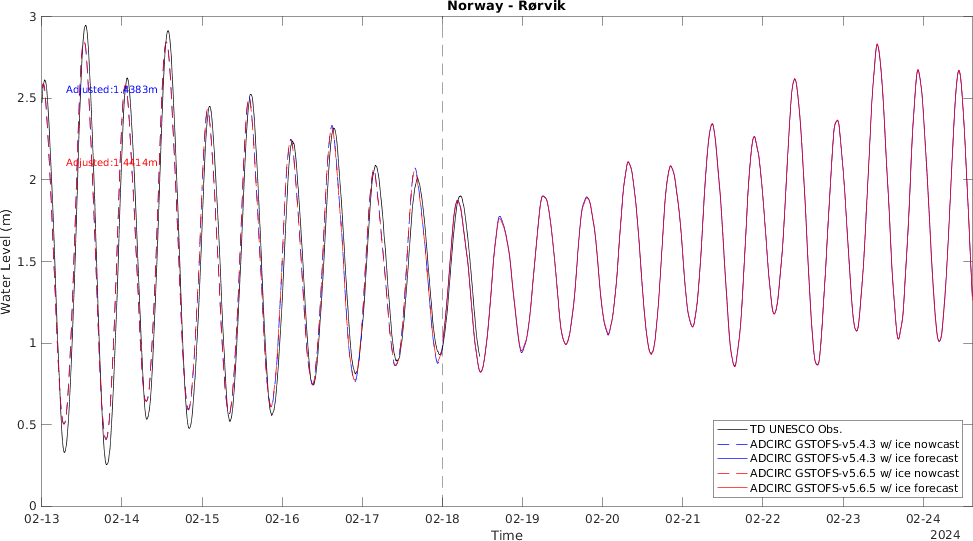 Norway - Rørvik
3
2.5
2
1.5
1
0.5
0
Water Level (m)
Adjusted:1.4383m
Adjusted:1.4414m
TD UNESCO Obs.
ADCIRC GSTOFS-v5.4.3 w/ ice nowcast
ADCIRC GSTOFS-v5.4.3 w/ ice forecast
ADCIRC GSTOFS-v5.6.5 w/ ice nowcast
ADCIRC GSTOFS-v5.6.5 w/ ice forecast
02-13 02-14 02-15 02-16 02-17 02-18 02-19 02-20 02-21 02-22 02-23 02-24
Time
2024